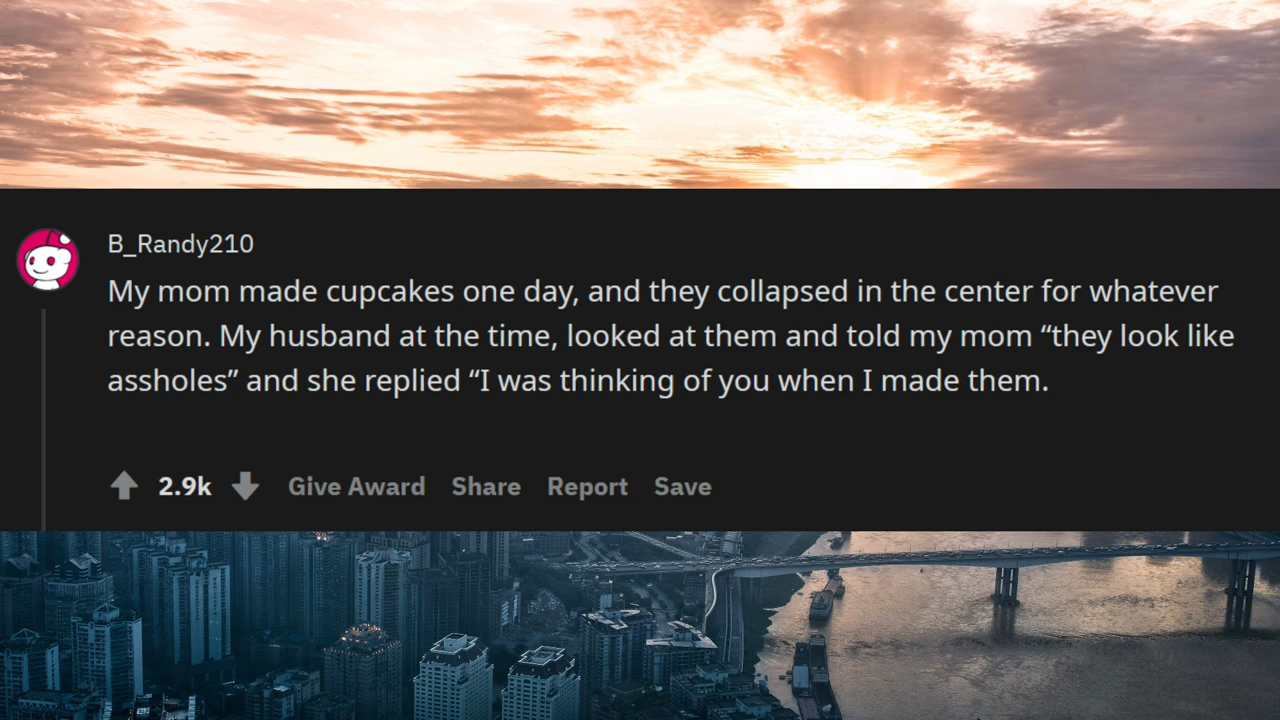 B_Randy210
My mom made cupcakes one day, and they collapsed in the center for whatever
reason. My husband at the time, looked at them and told my mom “they look like
assholes” and she replied “I was thinking of you when I made them.
2.9k Give Award Share Report Save